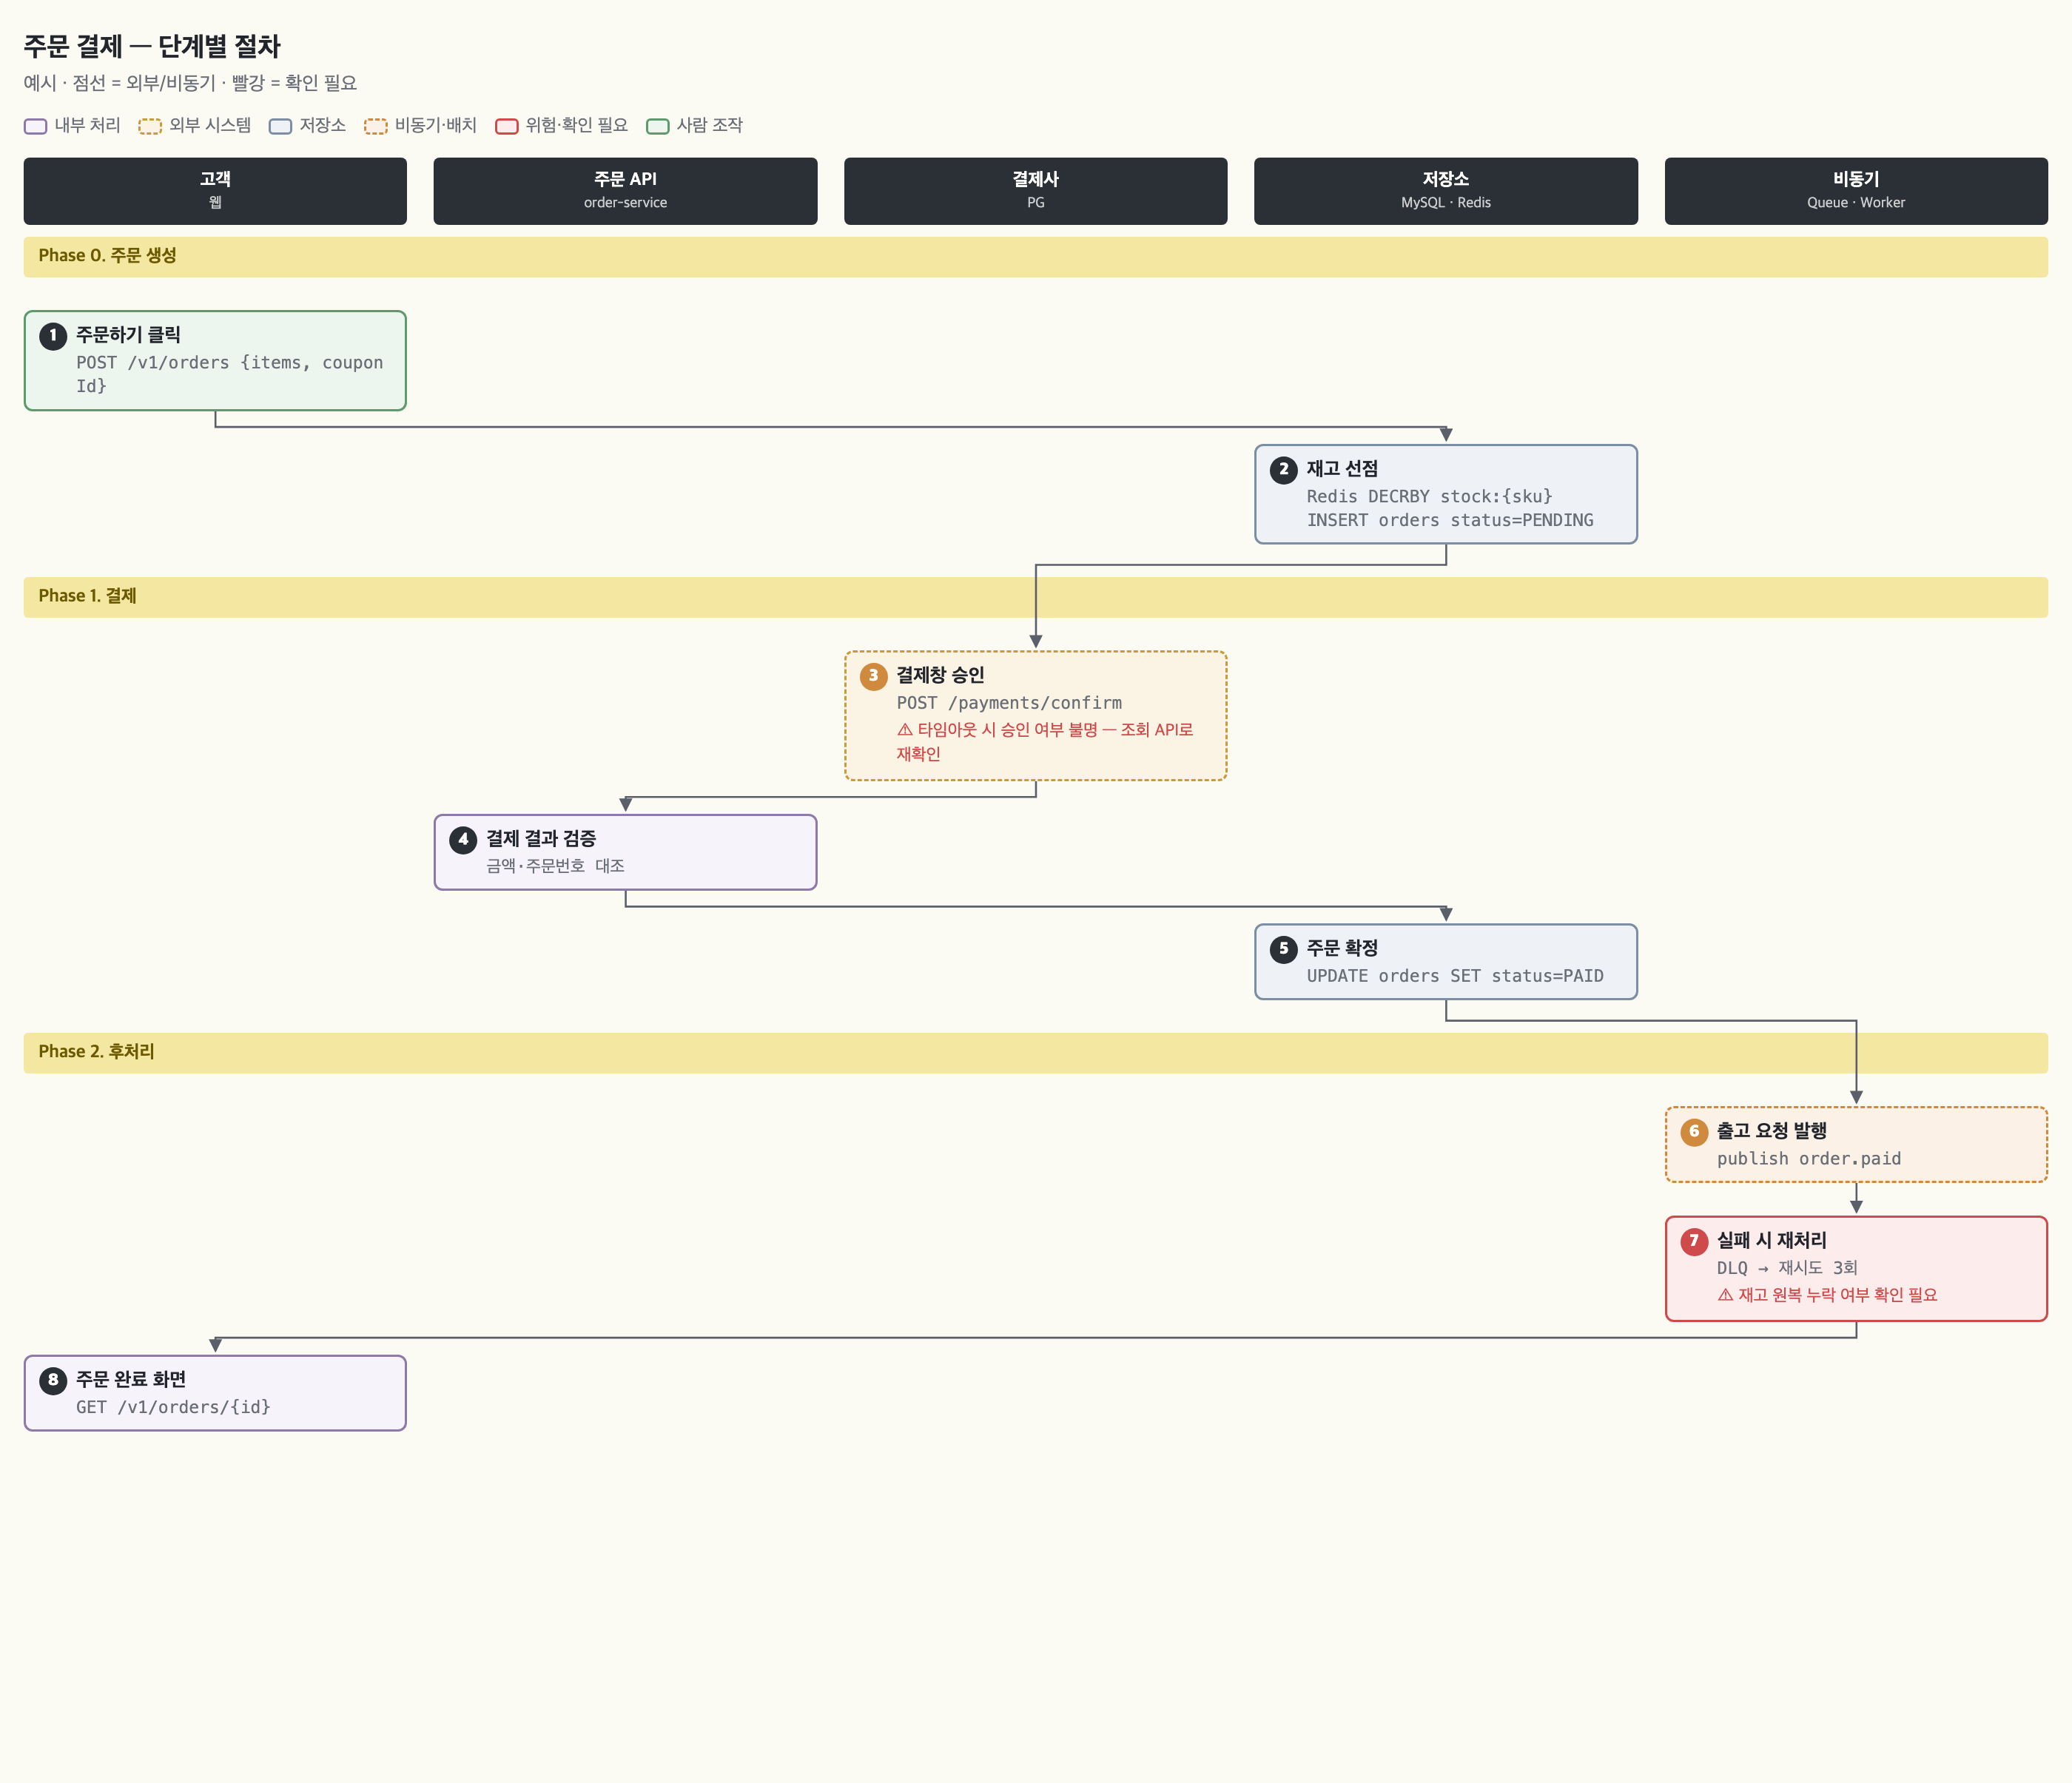 주문 결제 — 단계별 절차
예시 · 점선 = 외부/비동기 · 빨강 = 확인 필요
내부 처리 외부 시스템 저장소 비동기·배치 위험·확인 필요 사람 조작
고객 주문 API 결제사 저장소 비동기
웹 order-service PG MySQL · Redis Queue · Worker
Phase 0. 주문 생성
1 주문하기 클릭
POST /v1/orders {items, coupon
Id}
2 재고 선점
Redis DECRBY stock:{sku}
INSERT orders status=PENDING
Phase 1. 결제
3 결제창 승인
POST /payments/confirm
⚠ 타임아웃 시 승인 여부 불명 — 조회 API로
재확인
4 결제 결과 검증
금액·주문번호 대조
5 주문 확정
UPDATE orders SET status=PAID
Phase 2. 후처리
6 출고 요청 발행
publish order.paid
7 실패 시 재처리
DLQ → 재시도 3회
⚠ 재고 원복 누락 여부 확인 필요
8 주문 완료 화면
GET /v1/orders/{id}